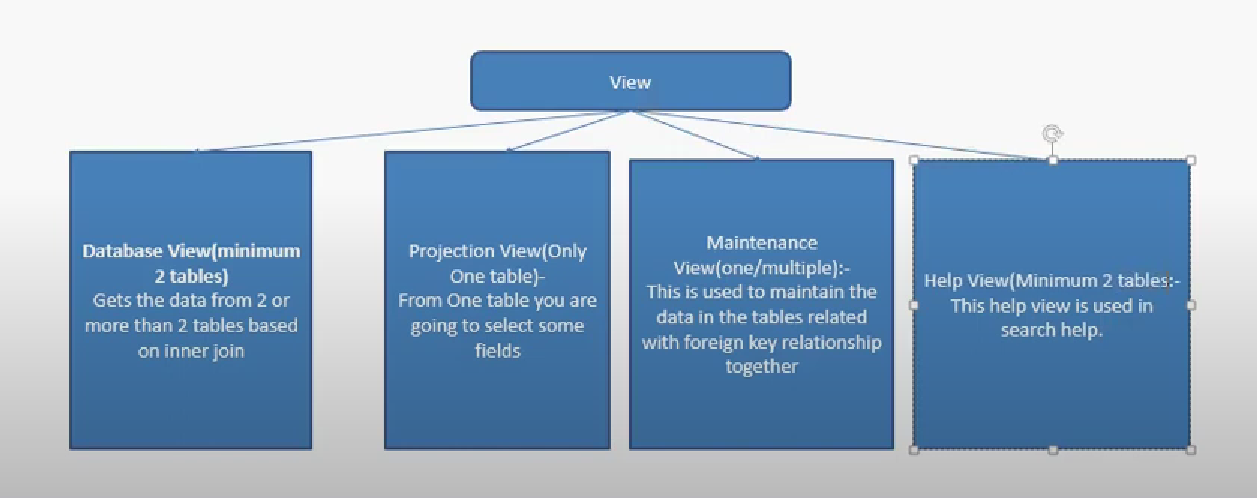 View
Database View(minimum
2 tables)
Gets the data from 2 or
more than 2 tables based
on inner join
Projection View(Only
One table)-
From One table you are
going to select some
fields
Maintenance
View(one/multiple):-
This is used to maintain the
data in the tables related
with foreign key relationship
together
Help View(Minimum 2 tables:-
This help view is used in
search help.